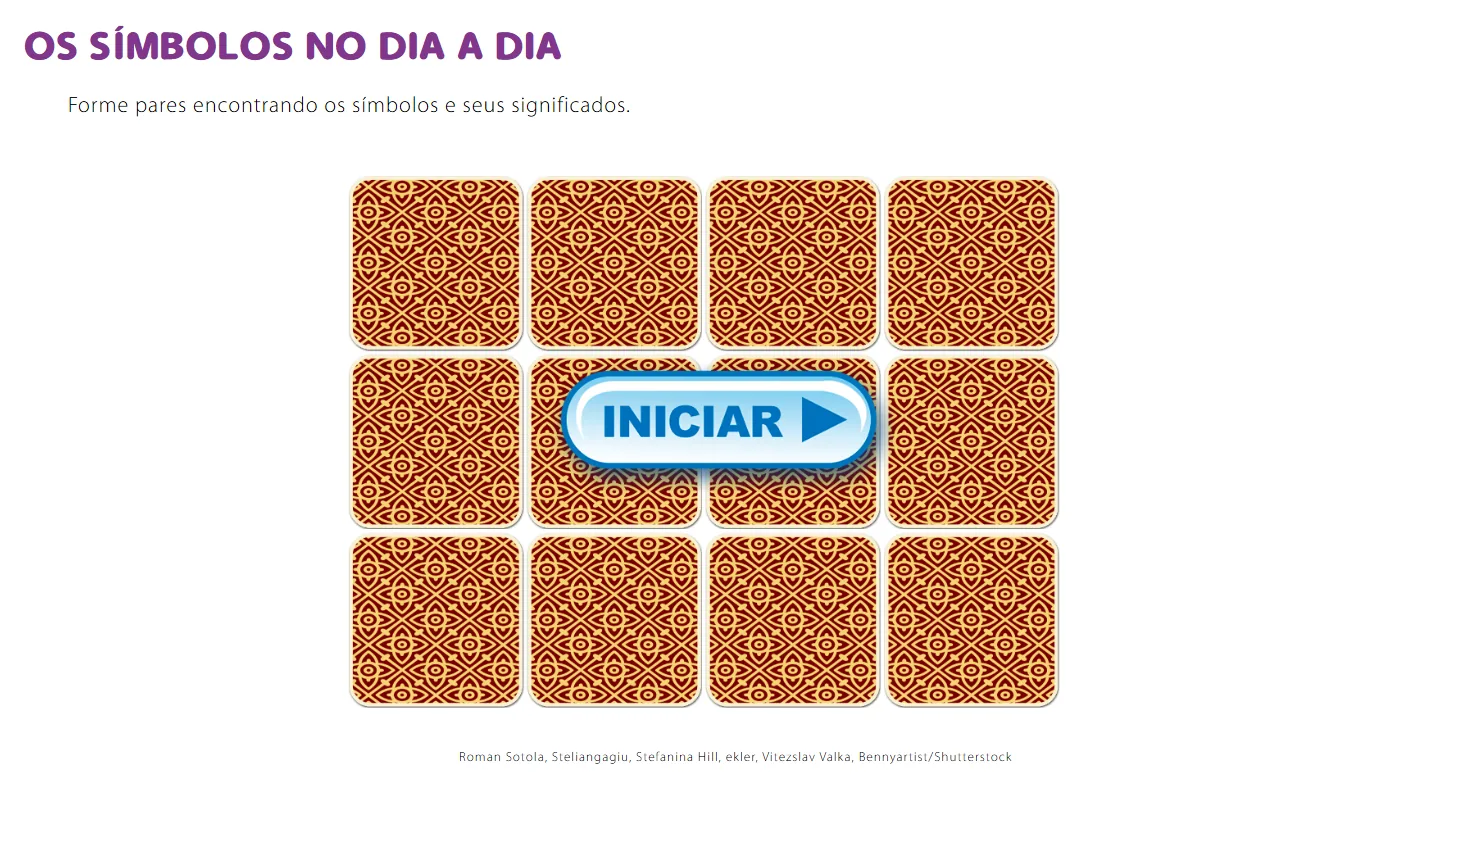 OS SÍMBOLOS NO DIA A DIA
Forme pares encontrando os símbolos e seus significados.
INICIAR
Roman Sotola, Steliangagiu, Stefanina Hill, ekler, Vitezslav Valka, Bennyartist/Shutterstock